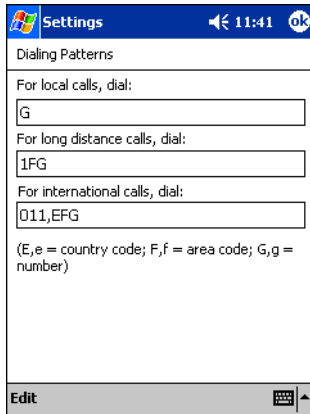 Settings 11:41 ok
Dialing Patterns
For local calls, dial:
G
For long distance calls, dial:
1FG
For international calls, dial:
011,EFG
(E,e = country code; F,f = area code; G,g =
number)
Edit